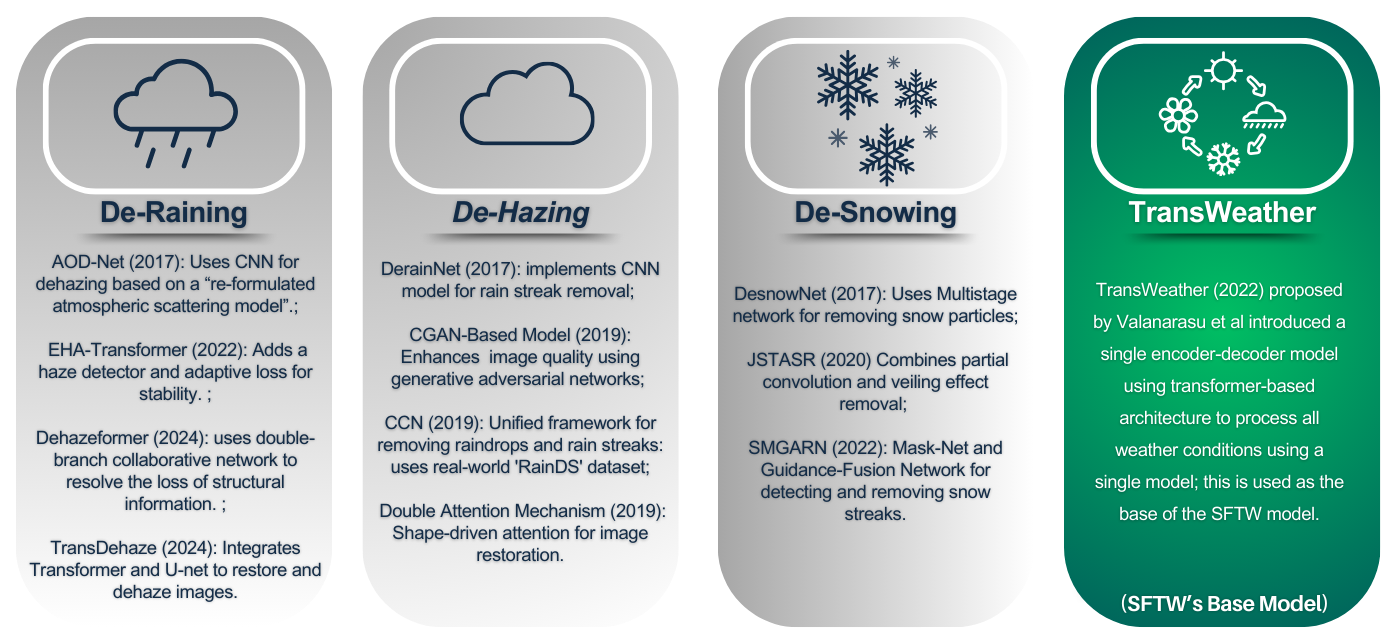 De-Raining
AOD-Net (2017): Uses CNN for
dehazing based on a “re-formulated
atmospheric scattering model”.;
EHA-Transformer (2022): Adds a
haze detector and adaptive loss for
stability. ;
Dehazeformer (2024): uses double-
branch collaborative network to
resolve the loss of structural
information. ;
TransDehaze (2024): Integrates
Transformer and U-net to restore and
dehaze images.
De-Hazing
DerainNet (2017): implements CNN
model for rain streak removal;
CGAN-Based Model (2019):
Enhances  image quality using
generative adversarial networks;
CCN (2019): Unified framework for
removing raindrops and rain streaks:
uses real-world 'RainDS' dataset;
Double Attention Mechanism (2019):
Shape-driven attention for image
restoration.
De-Snowing
DesnowNet (2017): Uses Multistage
network for removing snow particles;
JSTASR (2020) Combines partial
convolution and veiling effect
removal;
SMGARN (2022): Mask-Net and
Guidance-Fusion Network for
detecting and removing snow
streaks.
TransWeather
TransWeather (2022) proposed
by Valanarasu et al introduced a
single encoder-decoder model
using transformer-based
architecture to process all
weather conditions using a
single model; this is used as the
base of the SFTW model.
(SFTW’s Base Model)